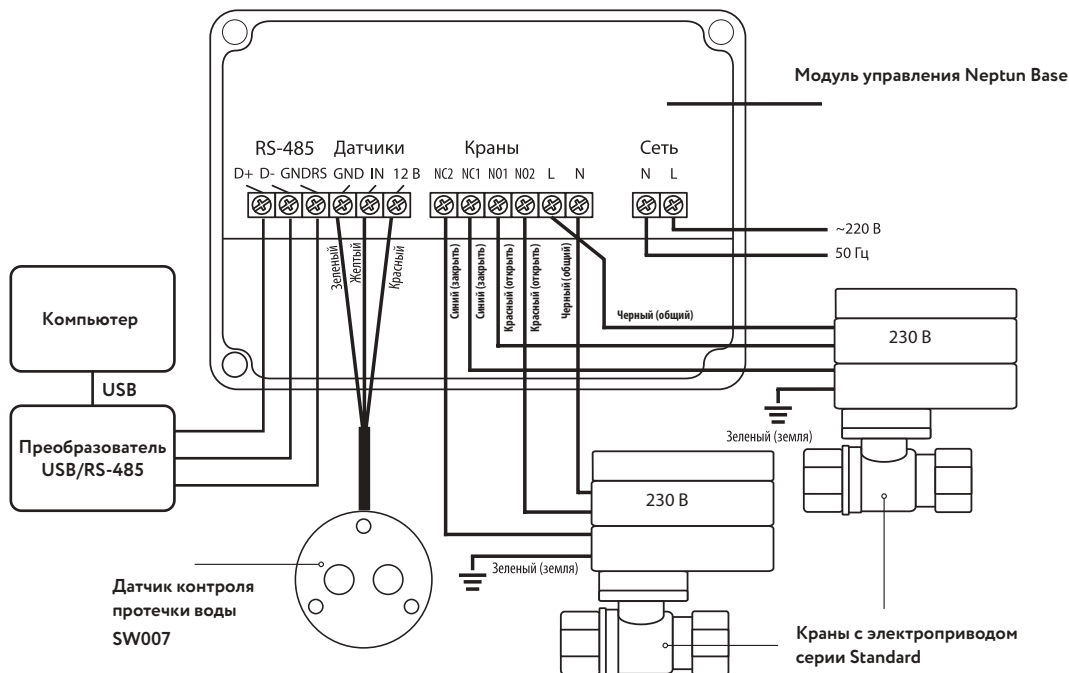 Модуль управления Neptun Base
RS-485 Датчики Краны Сеть
D+ D- GNDRS GND IN 12 В NC2 NC1 NO1 NO2 L N N L
~220 В
50 Гц
Зеленый
Желтый
Красный
Синий (закрыть)
Синий (закрыть)
Красный (открыть)
Красный (открыть)
Черный (общий)
Черный (общий)
Компьютер
USB
Преобразователь
USB/RS-485
230 В
Зеленый (земля)
230 В
Зеленый (земля)
Датчик контроля
протечки воды
SW007
Краны с электроприводом
серии Standard